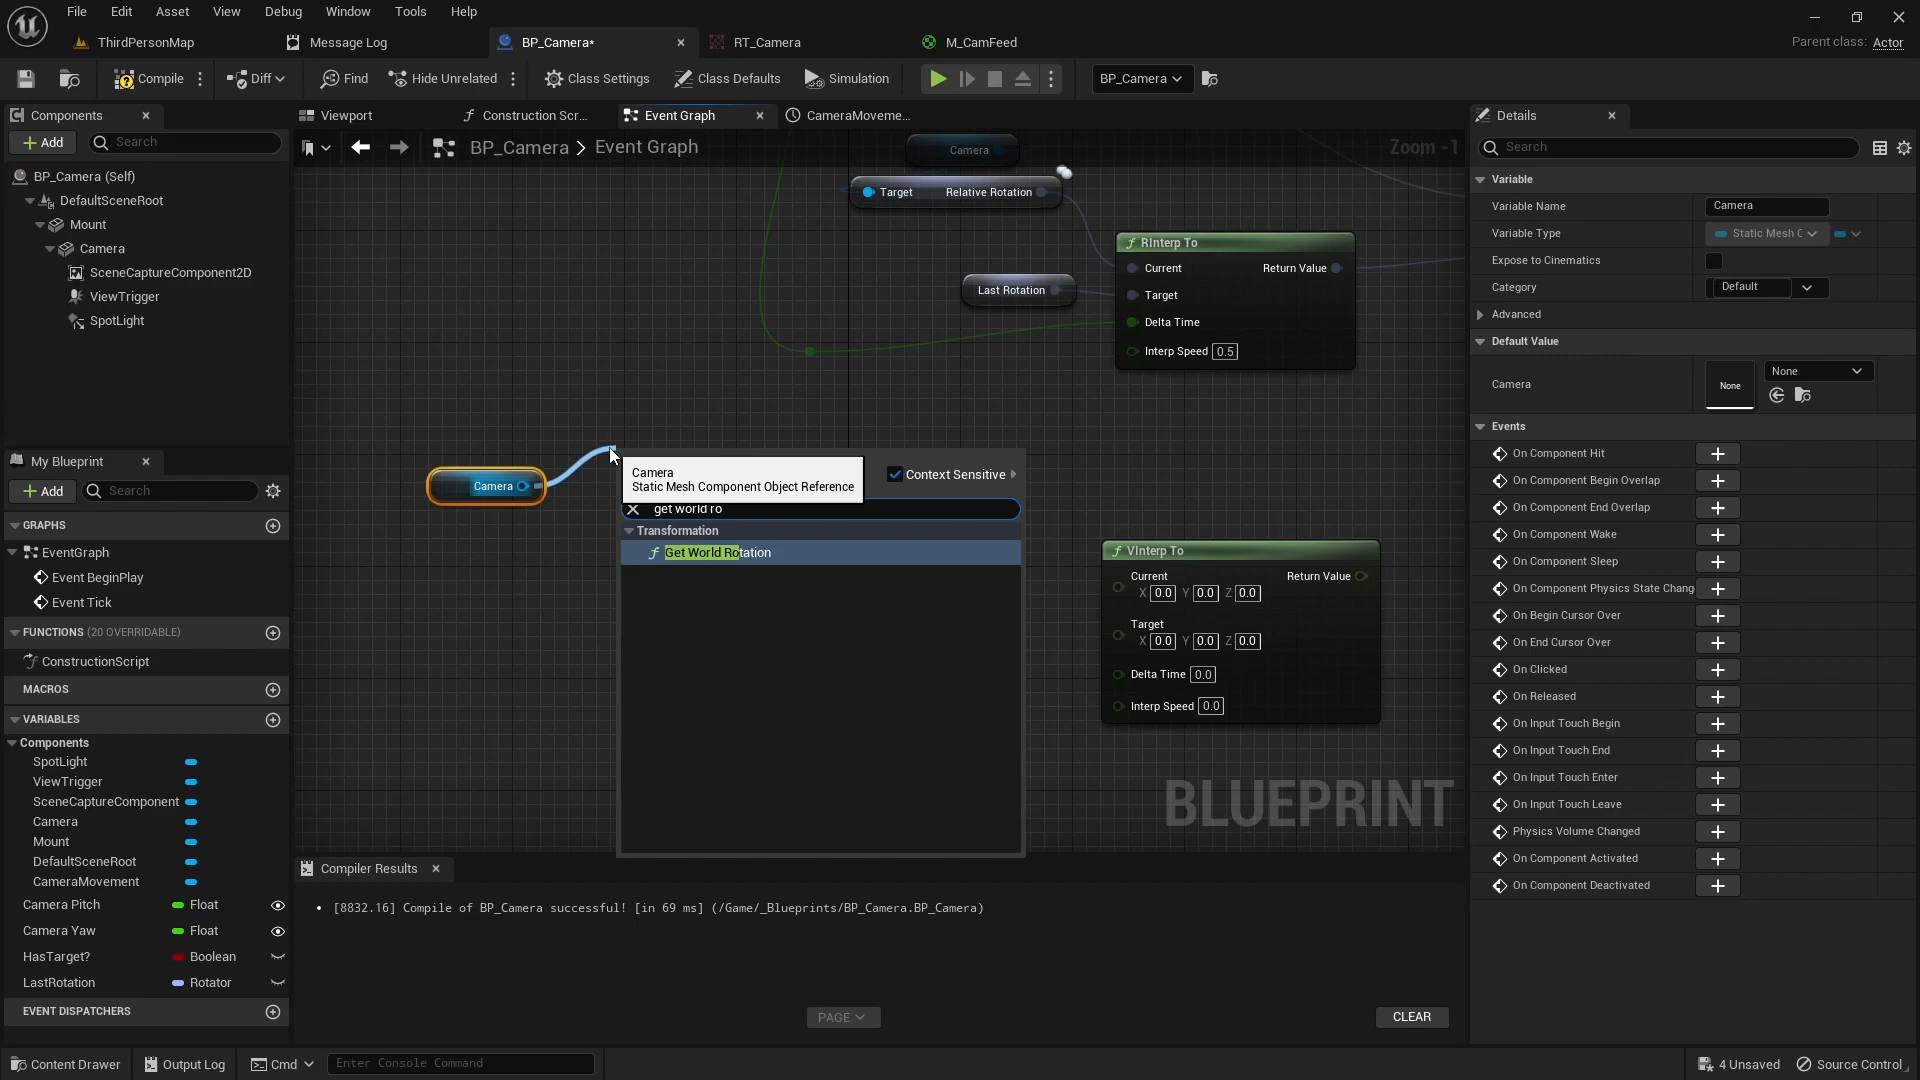 File Edit Asset View Debug Window Tools Help
ThirdPersonMap Message Log BP_Camera* RT_Camera M_CamFeed
Parent class: Actor
Compile Diff Find Hide Unrelated Class Settings Class Defaults Simulation BP_Camera
Components
Add Search
BP_Camera (Self)
DefaultSceneRoot
Mount
Camera
SceneCaptureComponent2D
ViewTrigger
SpotLight
My Blueprint
Add Search
GRAPHS
EventGraph
Event BeginPlay
Event Tick
FUNCTIONS (20 OVERRIDABLE)
ConstructionScript
MACROS
VARIABLES
Components
SpotLight
ViewTrigger
SceneCaptureComponent
Camera
Mount
DefaultSceneRoot
CameraMovement
Camera Pitch Float
Camera Yaw Float
HasTarget? Boolean
LastRotation Rotator
EVENT DISPATCHERS
Viewport Construction Scr... Event Graph CameraMoveme...
BP_Camera > Event Graph Zoom -1
Camera
Target Relative Rotation
Last Rotation
RInterp To
Current Return Value
Target
Delta Time
Interp Speed 0.5
Camera
Camera
Static Mesh Component Object Reference
Context Sensitive
get world ro
Transformation
Get World Rotation
VInterp To
Current Return Value
X 0.0 Y 0.0 Z 0.0
Target
X 0.0 Y 0.0 Z 0.0
Delta Time 0.0
Interp Speed 0.0
BLUEPRINT
Compiler Results
[8832.16] Compile of BP_Camera successful! [in 69 ms] (/Game/_Blueprints/BP_Camera.BP_Camera)
PAGE CLEAR
Details
Search
Variable
Variable Name Camera
Variable Type Static Mesh C
Expose to Cinematics
Category Default
Advanced
Default Value
Camera None None
Events
On Component Hit
On Component Begin Overlap
On Component End Overlap
On Component Wake
On Component Sleep
On Component Physics State Chang
On Begin Cursor Over
On End Cursor Over
On Clicked
On Released
On Input Touch Begin
On Input Touch End
On Input Touch Enter
On Input Touch Leave
Physics Volume Changed
On Component Activated
On Component Deactivated
Content Drawer Output Log Cmd Enter Console Command 4 Unsaved Source Control